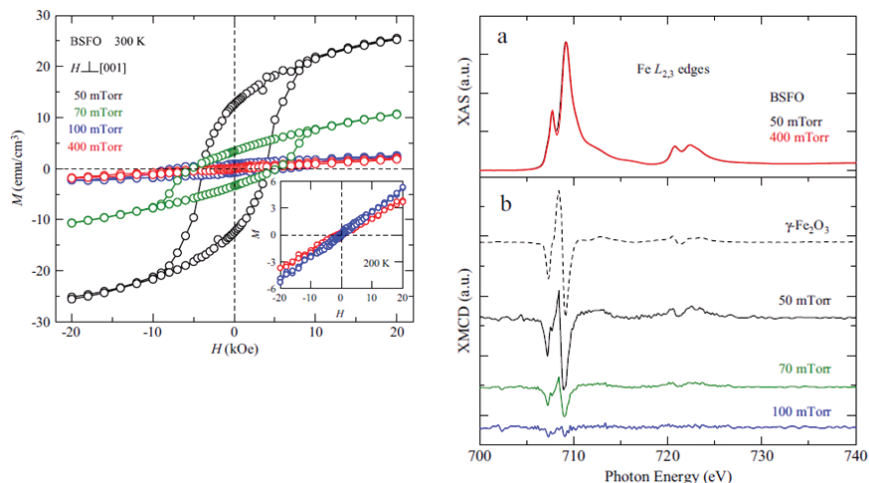 BSFO 300 K
H⊥[001]
50 mTorr
70 mTorr
100 mTorr
400 mTorr
M (emu/cm³)
30
20
10
0
-10
-20
-30
-20
-10
0
10
20
H (kOe)
6
3
0
-3
-6
M
200 K
-20
-10
0
10
20
H
a
Fe L2,3 edges
BSFO
50 mTorr
400 mTorr
XAS (a.u.)
b
γ-Fe₂O₃
50 mTorr
70 mTorr
100 mTorr
XMCD (a.u.)
700
710
720
730
740
Photon Energy (eV)